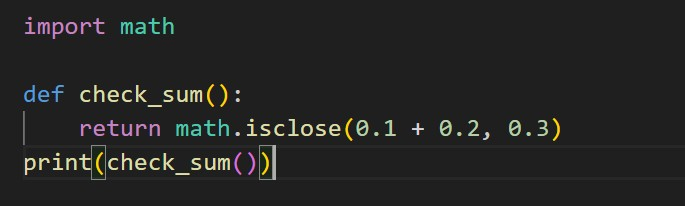 import math

def check_sum():
    return math.isclose(0.1 + 0.2, 0.3)
print(check_sum())